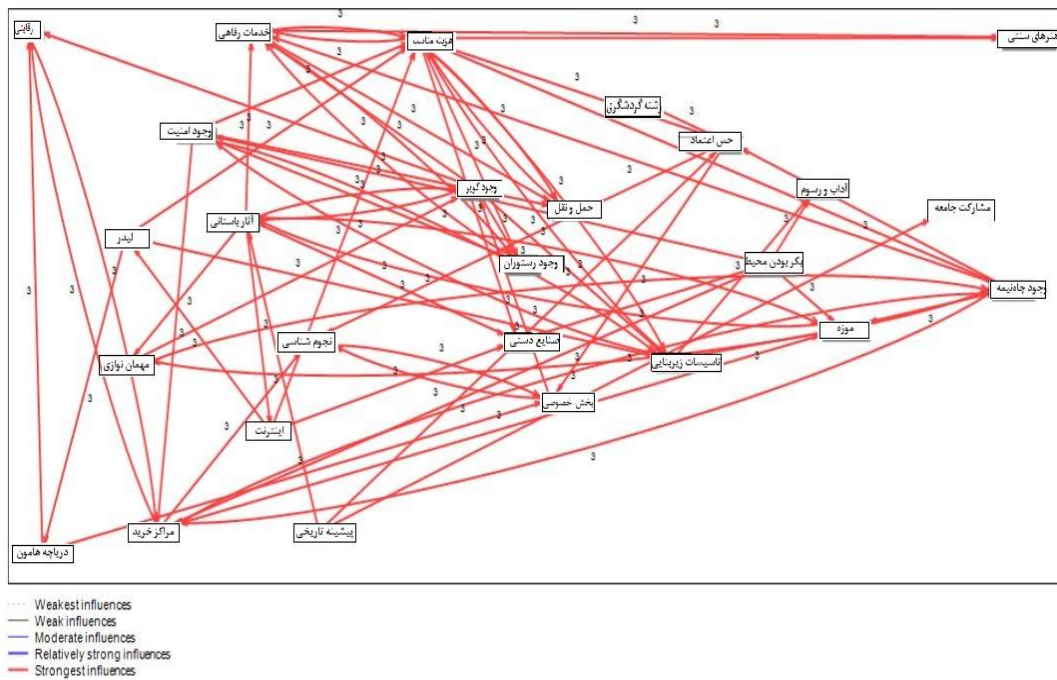 رقابتی
خدمات رفاهی
هزینه مناسب
هنرهای سنتی
رشته گردشگری
وجود امنیت
حس اعتماد
وجود کویر
آداب و رسوم
حمل و نقل
مشارکت جامعه
آثار باستانی
لیدر
وجود رستوران
بکر بودن محیط
وجود چاه‌نیمه
موزه
نجوم شناسی
صنایع دستی
مهمان نوازی
تاسیسات زیربنایی
بخش خصوصی
اینترنت
مراکز خرید
پیشینه تاریخی
دریاچه هامون
Weakest influences
Weak influences
Moderate influences
Relatively strong influences
Strongest influences